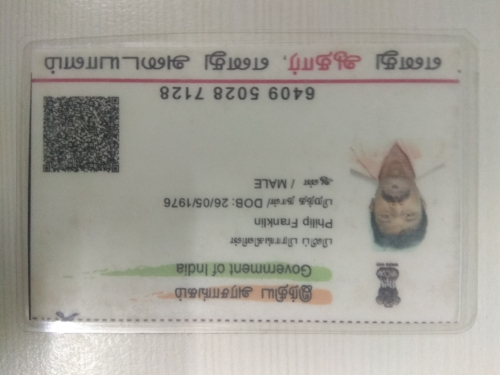 இந்திய அரசாங்கம்
Government of India
பிலிப் பிராங்கிளின்
Philip Franklin
பிறந்த நாள்/ DOB: 26/05/1976
ஆண் / MALE
6409 5028 7128
எனது ஆதார், எனது அடையாளம்